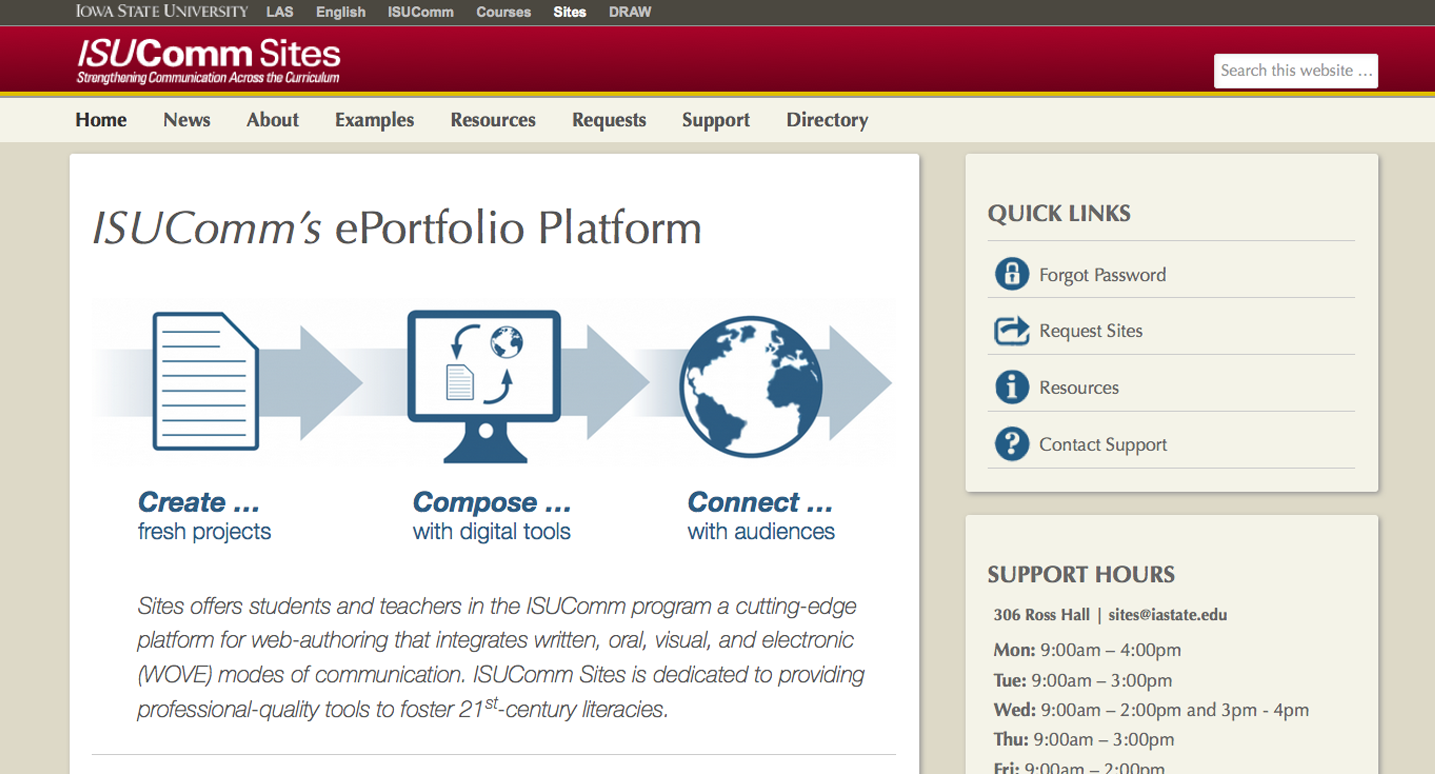 IOWA STATE UNIVERSITY LAS English ISUComm Courses Sites DRAW
ISUComm Sites
Strengthening Communication Across the Curriculum
Search this website …
Home News About Examples Resources Requests Support Directory
ISUComm's ePortfolio Platform
Create ...
fresh projects
Compose ...
with digital tools
Connect ...
with audiences
Sites offers students and teachers in the ISUComm program a cutting-edge
platform for web-authoring that integrates written, oral, visual, and electronic
(WOVE) modes of communication. ISUComm Sites is dedicated to providing
professional-quality tools to foster 21st-century literacies.
QUICK LINKS
Forgot Password
Request Sites
Resources
Contact Support
SUPPORT HOURS
306 Ross Hall | sites@iastate.edu
Mon: 9:00am – 4:00pm
Tue: 9:00am – 3:00pm
Wed: 9:00am – 2:00pm and 3pm - 4pm
Thu: 9:00am – 3:00pm
Fri: 9:00am – 2:00pm